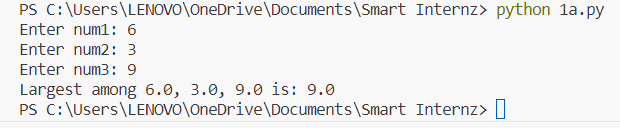 PS C:\Users\LENOVO\OneDrive\Documents\Smart Internz> python 1a.py
Enter num1: 6
Enter num2: 3
Enter num3: 9
Largest among 6.0, 3.0, 9.0 is: 9.0
PS C:\Users\LENOVO\OneDrive\Documents\Smart Internz>